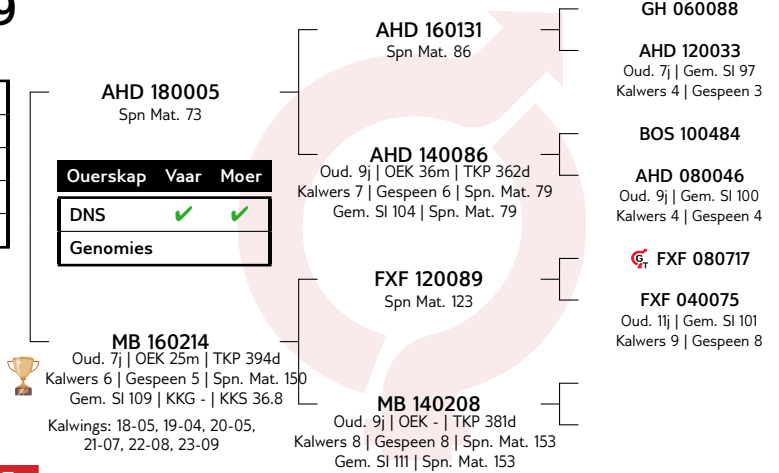 AHD 180005
Spn Mat. 73
Ouerskap Vaar Moer
DNS ✔ ✔
Genomies
MB 160214
Oud. 7j | OEK 25m | TKP 394d
Kalwers 6 | Gespeen 5 | Spn. Mat. 150
Gem. SI 109 | KKG - | KKS 36.8
Kalwings: 18-05, 19-04, 20-05,
21-07, 22-08, 23-09
AHD 160131
Spn Mat. 86
AHD 140086
Oud. 9j | OEK 36m | TKP 362d
Kalwers 7 | Gespeen 6 | Spn. Mat. 79
Gem. SI 104 | Spn. Mat. 79
FXF 120089
Spn Mat. 123
MB 140208
Oud. 9j | OEK - | TKP 381d
Kalwers 8 | Gespeen 8 | Spn. Mat. 153
Gem. SI 111 | Spn. Mat. 153
GH 060088
AHD 120033
Oud. 7j | Gem. SI 97
Kalwers 4 | Gespeen 3
BOS 100484
AHD 080046
Oud. 9j | Gem. SI 100
Kalwers 4 | Gespeen 4
GT FXF 080717
FXF 040075
Oud. 11j | Gem. SI 101
Kalwers 9 | Gespeen 8